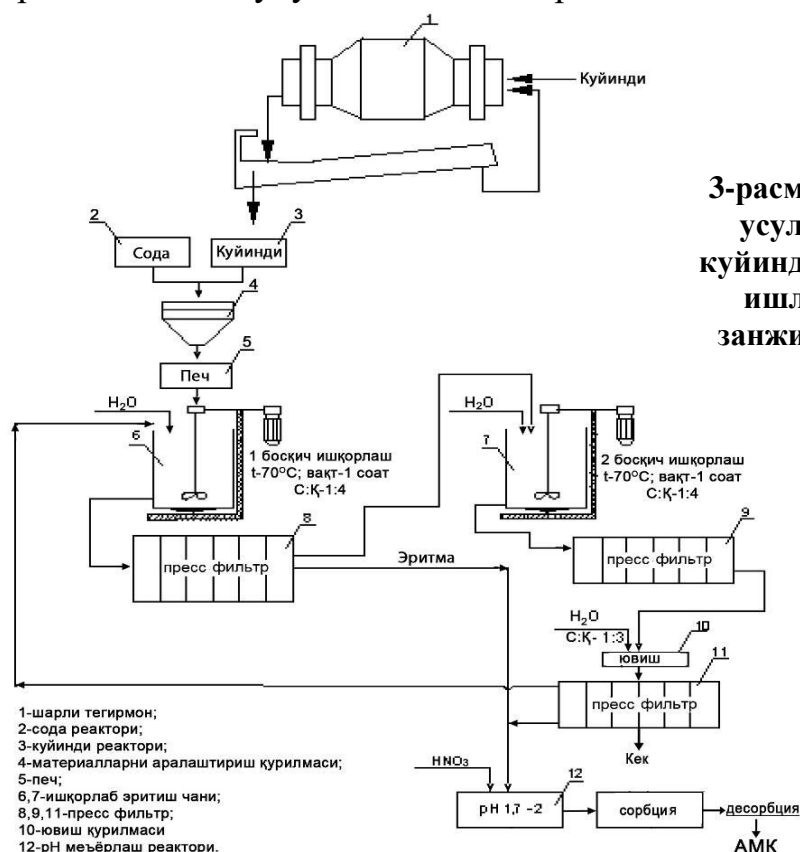 1
Куйинди
3-расм
усул
куйинд
ишл
занжи
2
3
Сода
Куйинди
4
5
Печ
H₂O
6
1 босқич ишқорлаш
t-70°C; вақт-1 соат
С:Қ-1:4
H₂O
7
2 босқич ишқорлаш
t-70°C; вақт-1 соат
С:Қ-1:4
8
пресс фильтр
Эритма
9
пресс фильтр
H₂O
С:Қ- 1:3
10
ювиш
11
пресс фильтр
Кек
1-шарли тегирмон;
2-сода реактори;
3-куйинди реактори;
4-материалларни аралаштириш қурилмаси;
5-печ;
6,7-ишқорлаб эритиш чани;
8,9,11-пресс фильтр;
10-ювиш қурилмаси
12-pH меъёрлаш реактори.
HNO₃
12
pH 1,7 -2
сорбция
десорбция
АМК